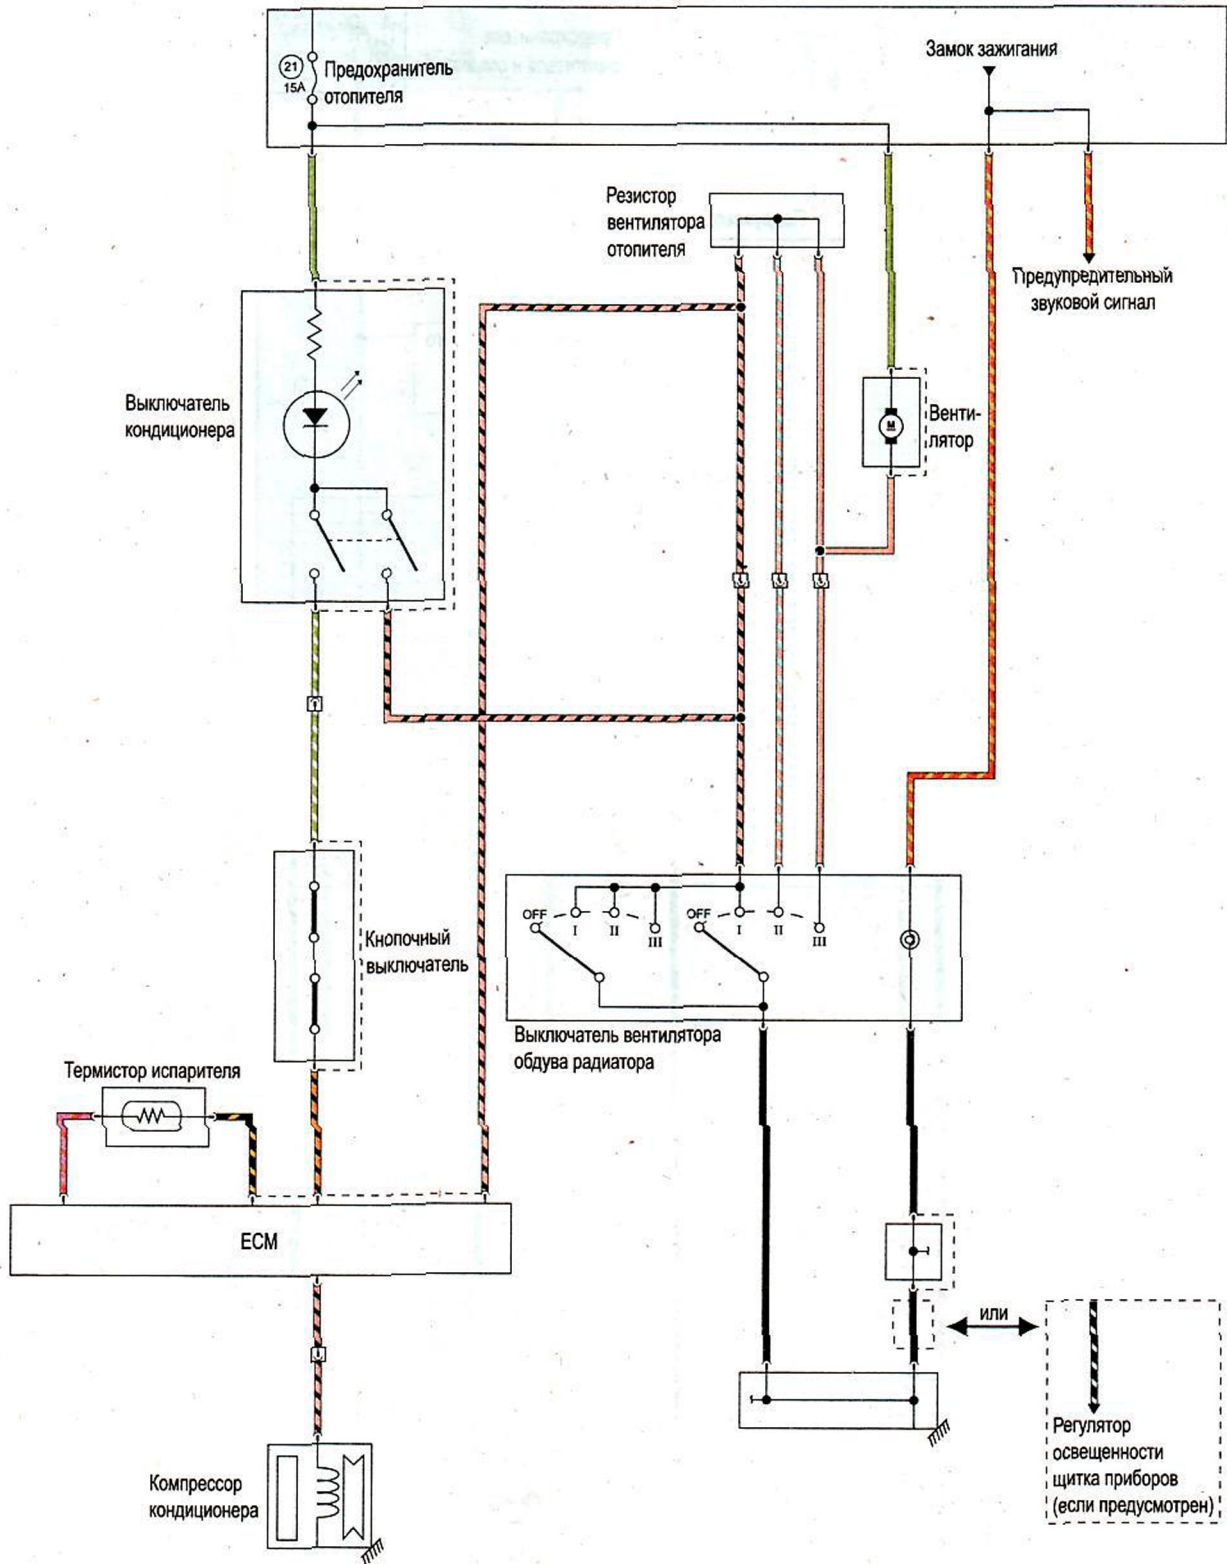 21
15А
Предохранитель
отопителя
Замок зажигания
Резистор
вентилятора
отопителя
Предупредительный
звуковой сигнал
Выключатель
кондиционера
M
Венти-
лятор
OFF
I
II
III
OFF
I
II
III
Кнопочный
выключатель
Выключатель вентилятора
обдува радиатора
Термистор испарителя
ECM
или
Регулятор
освещенности
щитка приборов
(если предусмотрен)
Компрессор
кондиционера